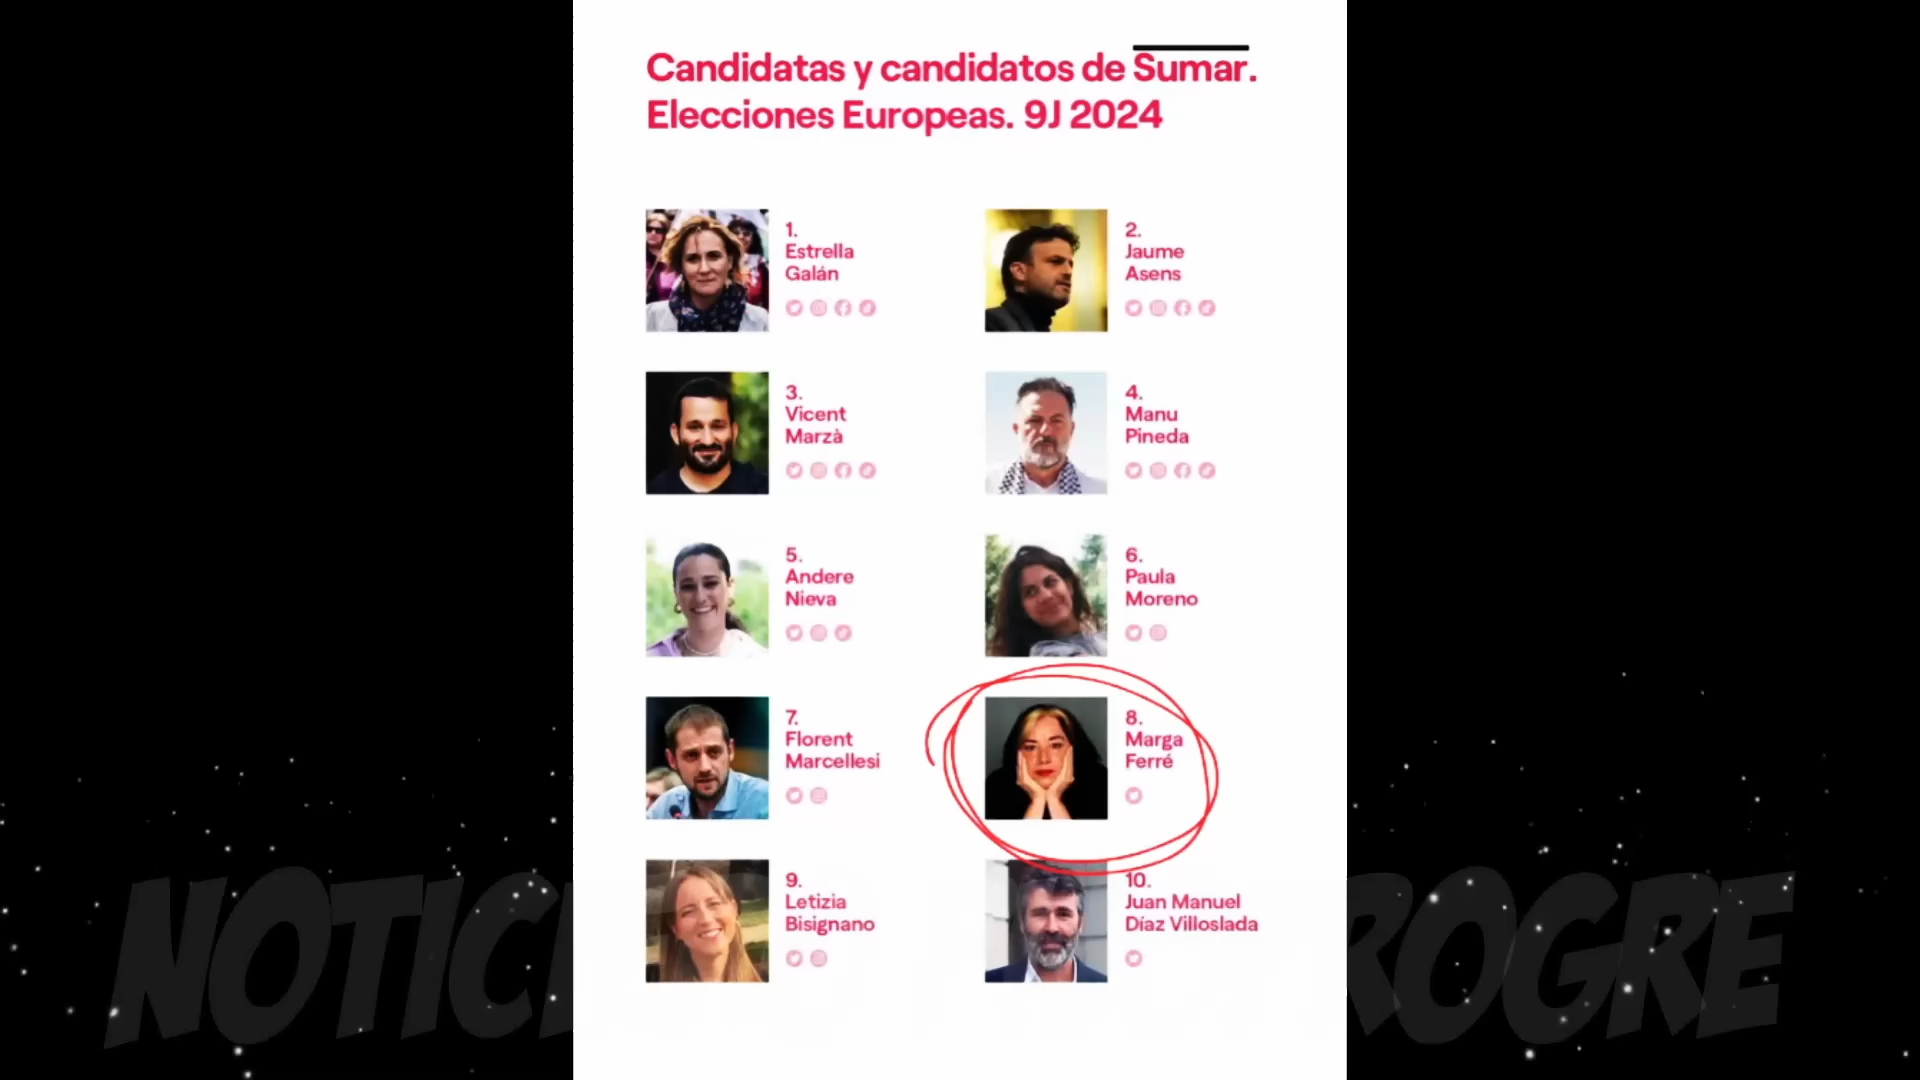 Candidatas y candidatos de Sumar.
Elecciones Europeas. 9J 2024
1.
Estrella
Galán
2.
Jaume
Asens
3.
Vicent
Marzà
4.
Manu
Pineda
5.
Andere
Nieva
6.
Paula
Moreno
7.
Florent
Marcellesi
8.
Marga
Ferré
9.
Letizia
Bisignano
10.
Juan Manuel
Díaz Villoslada